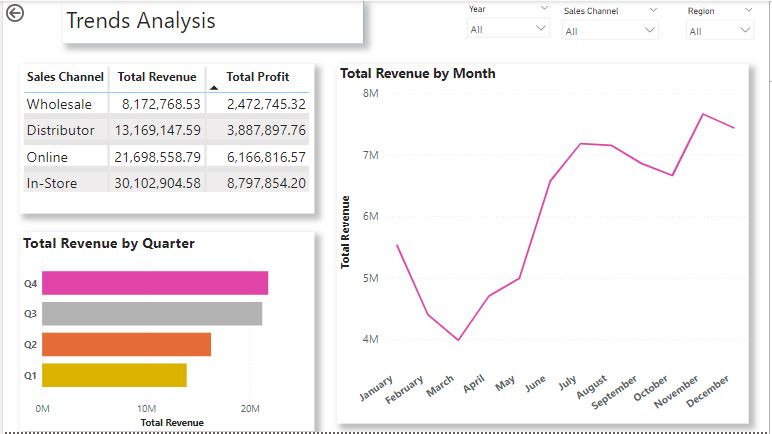 Trends Analysis
Year
Sales Channel
Region
All
All
All
Sales Channel Total Revenue Total Profit
Wholesale 8,172,768.53 2,472,745.32
Distributor 13,169,147.59 3,887,897.76
Online 21,698,558.79 6,166,816.57
In-Store 30,102,904.58 8,797,854.20
Total Revenue by Quarter
Q4
Q3
Q2
Q1
0M 10M 20M
Total Revenue
Total Revenue by Month
8M
7M
6M
5M
4M
Total Revenue
January February March April May June July August September October November December